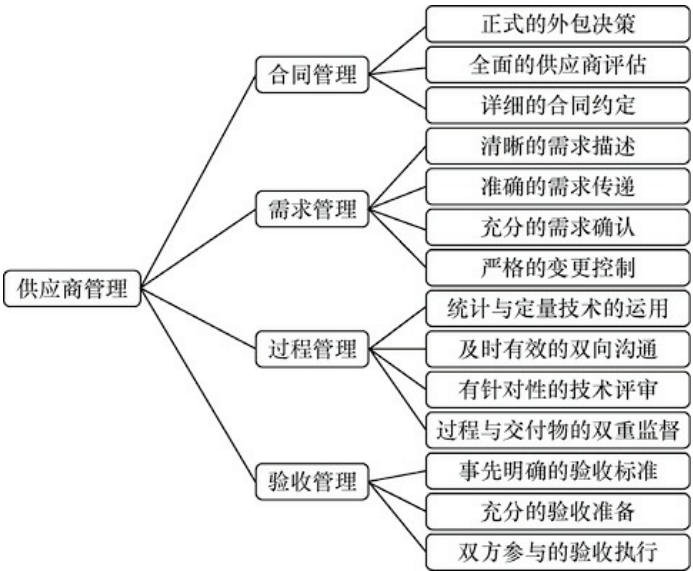 供应商管理
合同管理
正式的外包决策
全面的供应商评估
详细的合同约定
需求管理
清晰的需求描述
准确的需求传递
充分的需求确认
严格的变更控制
过程管理
统计与定量技术的运用
及时有效的双向沟通
有针对性的技术评审
过程与交付物的双重监督
验收管理
事先明确的验收标准
充分的验收准备
双方参与的验收执行